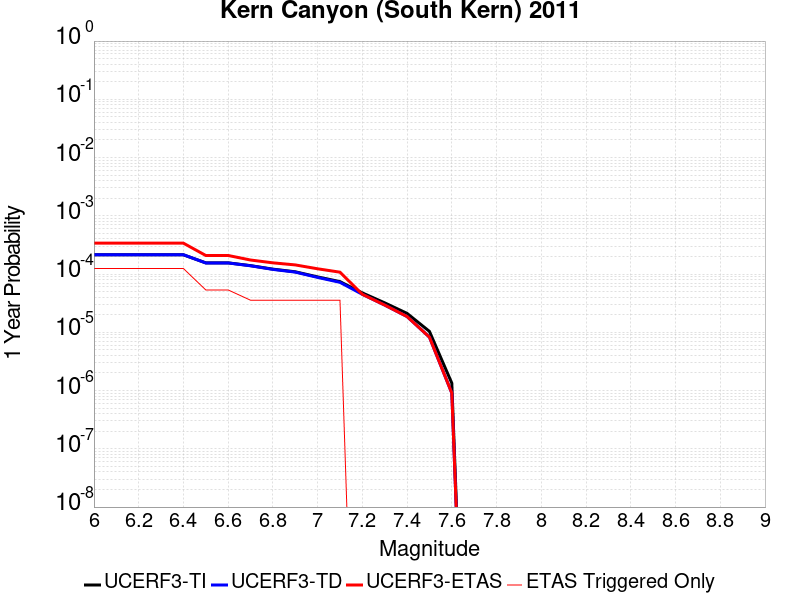 Kern Canyon (South Kern) 2011
10^0
10^-1
10^-2
10^-3
10^-4
10^-5
10^-6
10^-7
10^-8
1 Year Probability
6 6.2 6.4 6.6 6.8 7 7.2 7.4 7.6 7.8 8 8.2 8.4 8.6 8.8 9
Magnitude
UCERF3-TI UCERF3-TD UCERF3-ETAS ETAS Triggered Only